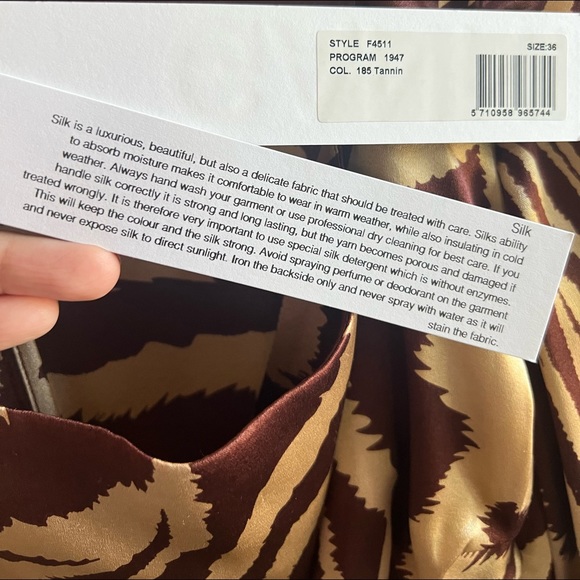 STYLE F4511 SIZE:36
PROGRAM 1947
COL. 185 Tannin
5 710958 965744
Silk
Silk is a luxurious, beautiful, but also a delicate fabric that should be treated with care. Silks ability
to absorb moisture makes it comfortable to wear in warm weather, while also insulating in cold
weather. Always hand wash your garment or use professional dry cleaning for best care. If you
handle silk correctly it is strong and long lasting, but the yarn becomes porous and damaged if
treated wrongly. It is therefore very important to use special silk detergent which is without enzymes.
This will keep the colour and the silk strong. Avoid spraying perfume or deodorant on the garment
and never expose silk to direct sunlight. Iron the backside only and never spray with water as it will
stain the fabric.